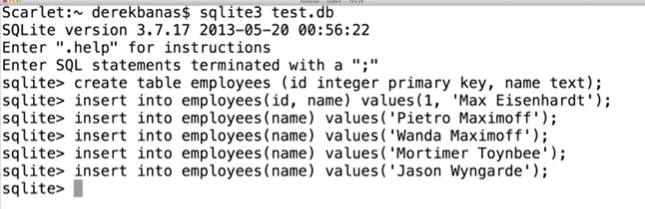 Scarlet:~ derekbanas$ sqlite3 test.db
SQLite version 3.7.17 2013-05-20 00:56:22
Enter ".help" for instructions
Enter SQL statements terminated with a ";"
sqlite> create table employees (id integer primary key, name text);
sqlite> insert into employees(id, name) values(1, 'Max Eisenhardt');
sqlite> insert into employees(name) values('Pietro Maximoff');
sqlite> insert into employees(name) values('Wanda Maximoff');
sqlite> insert into employees(name) values('Mortimer Toynbee');
sqlite> insert into employees(name) values('Jason Wyngarde');
sqlite>